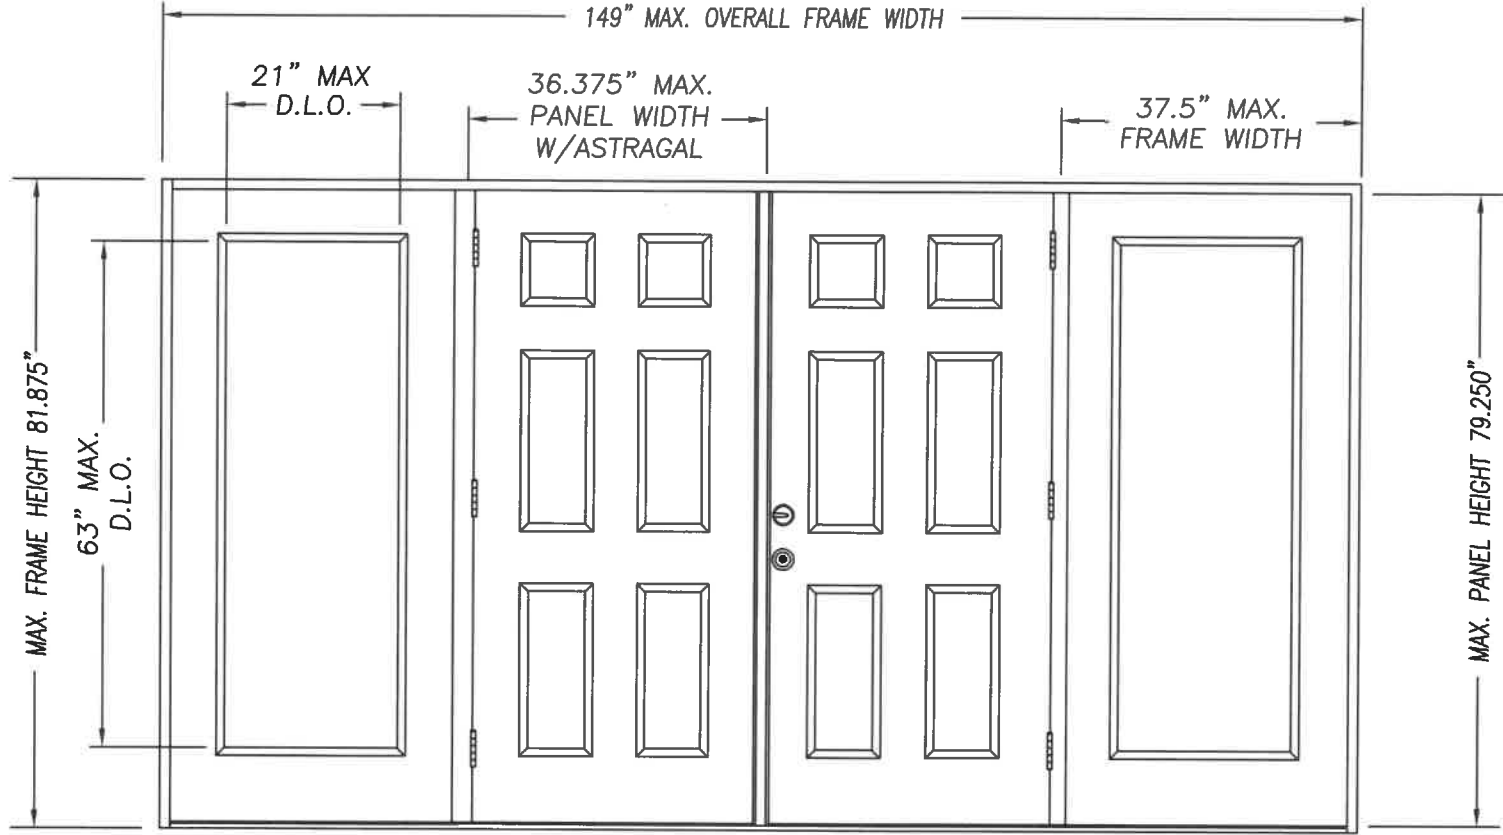 149" MAX. OVERALL FRAME WIDTH
21" MAX
D.L.O.
36.375" MAX.
PANEL WIDTH
W/ASTRAGAL
37.5" MAX.
FRAME WIDTH
MAX. FRAME HEIGHT 81.875"
63" MAX.
D.L.O.
MAX. PANEL HEIGHT 79.250"